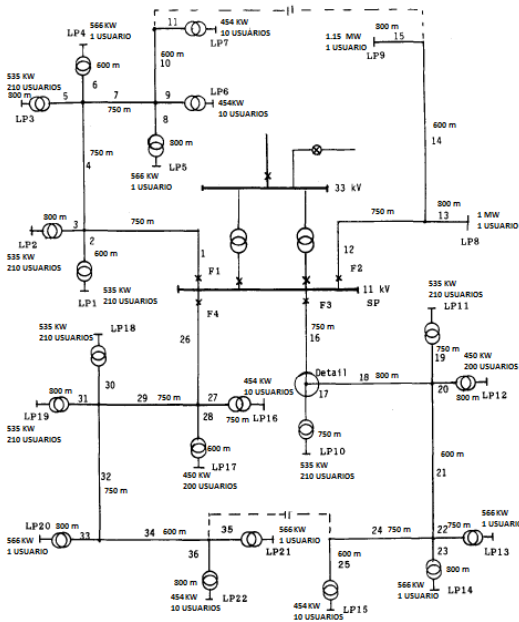 566 KW
LP4 1 USUARIO
11
454 KW
10 USUARIOS
LP7
800 m
1.15 MW 15
1 USUARIO
LP9
600 m
10
600 m
6
535 KW
210 USUARIOS
800 m
LP3
5
7
750 m
9
LP6
454KW
10 USUARIOS
8
600 m
14
800 m
LP5
566 KW
1 USUARIO
750 m
4
33 kV
800 m
LP2
3
750 m
2
535 KW
210 USUARIOS
600 m
LP1
535 KW
210 USUARIOS
1
F1
F2
12
750 m
800 m
13
1 MW
1 USUARIO
LP8
11 kV
SP
F4
F3
26
750 m
16
535 KW
210 USUARIOS
LP11
535 KW
210 USUARIOS
LP18
Detail
17
18 800 m
750 m
19
20
450 KW
200 USUARIOS
800 m
LP12
30
800 m
31
LP19
535 KW
210 USUARIOS
29
750 m
27
28
454 KW
10 USUARIOS
750 m
LP16
600 m
LP17
450 KW
200 USUARIOS
750 m
LP10
535 KW
210 USUARIOS
600 m
21
32
750 m
LP20 800 m
33
566 KW
1 USUARIO
34 600 m
35
566 KW
1 USUARIO
LP21
36
800 m
LP22
454 KW
10 USUARIOS
24 750 m
22
750 m
566 KW
1 USUARIO
LP13
23
600 m
25
800 m
LP14
566 KW
1 USUARIO
LP15
454 KW
10 USUARIOS